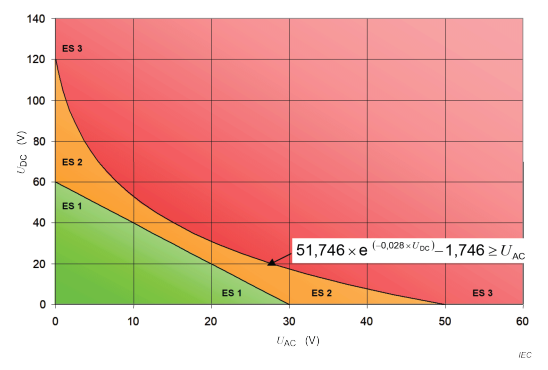 140
120
100
80
60
40
20
0
U_DC (V)
ES 3
ES 2
ES 1
ES 1
ES 2
ES 3
51,746 × e^(−0,028 × U_DC) − 1,746 ≥ U_AC
0 10 20 30 40 50 60
U_AC (V)
IEC